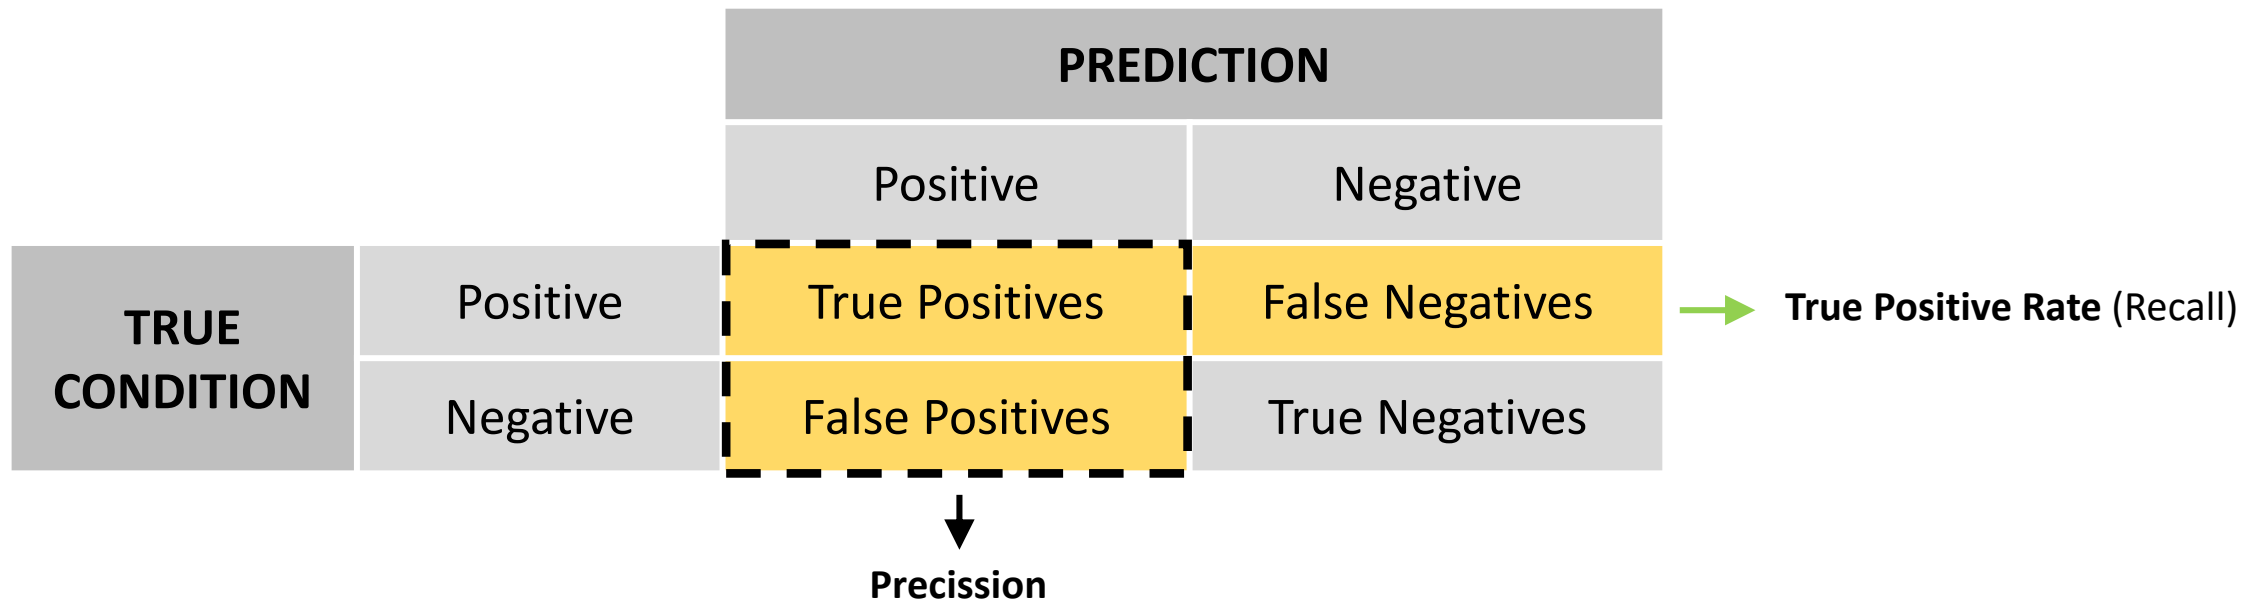 PREDICTION
Positive
Negative
TRUE
CONDITION
Positive
True Positives
False Negatives
True Positive Rate (Recall)
Negative
False Positives
True Negatives
Precission